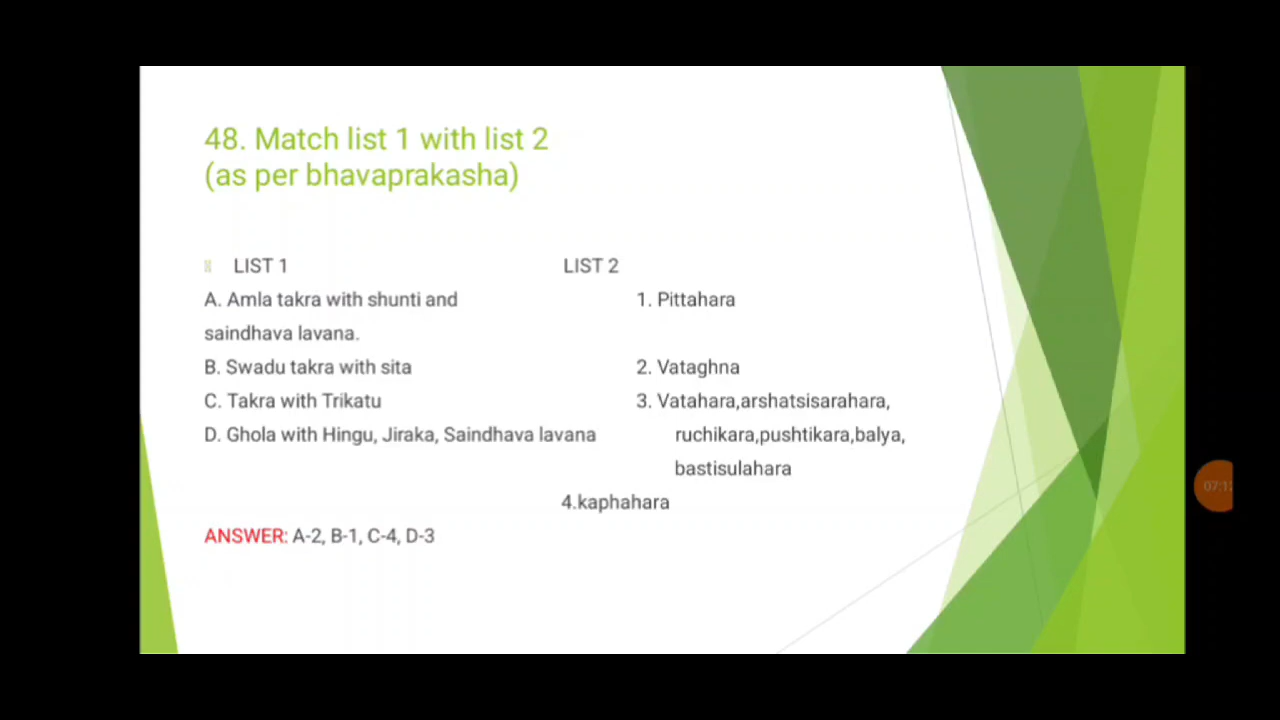 48. Match list 1 with list 2
(as per bhavaprakasha)
LIST 1 LIST 2
A. Amla takra with shunti and 1. Pittahara
saindhava lavana.
B. Swadu takra with sita 2. Vataghna
C. Takra with Trikatu 3. Vatahara,arshatsisarahara,
D. Ghola with Hingu, Jiraka, Saindhava lavana ruchikara,pushtikara,balya,
bastisulahara
4.kaphahara
ANSWER: A-2, B-1, C-4, D-3